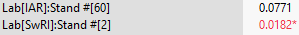 Lab[IAR]:Stand #[60] 0.0771
Lab[SwRI]:Stand #[2] 0.0182*